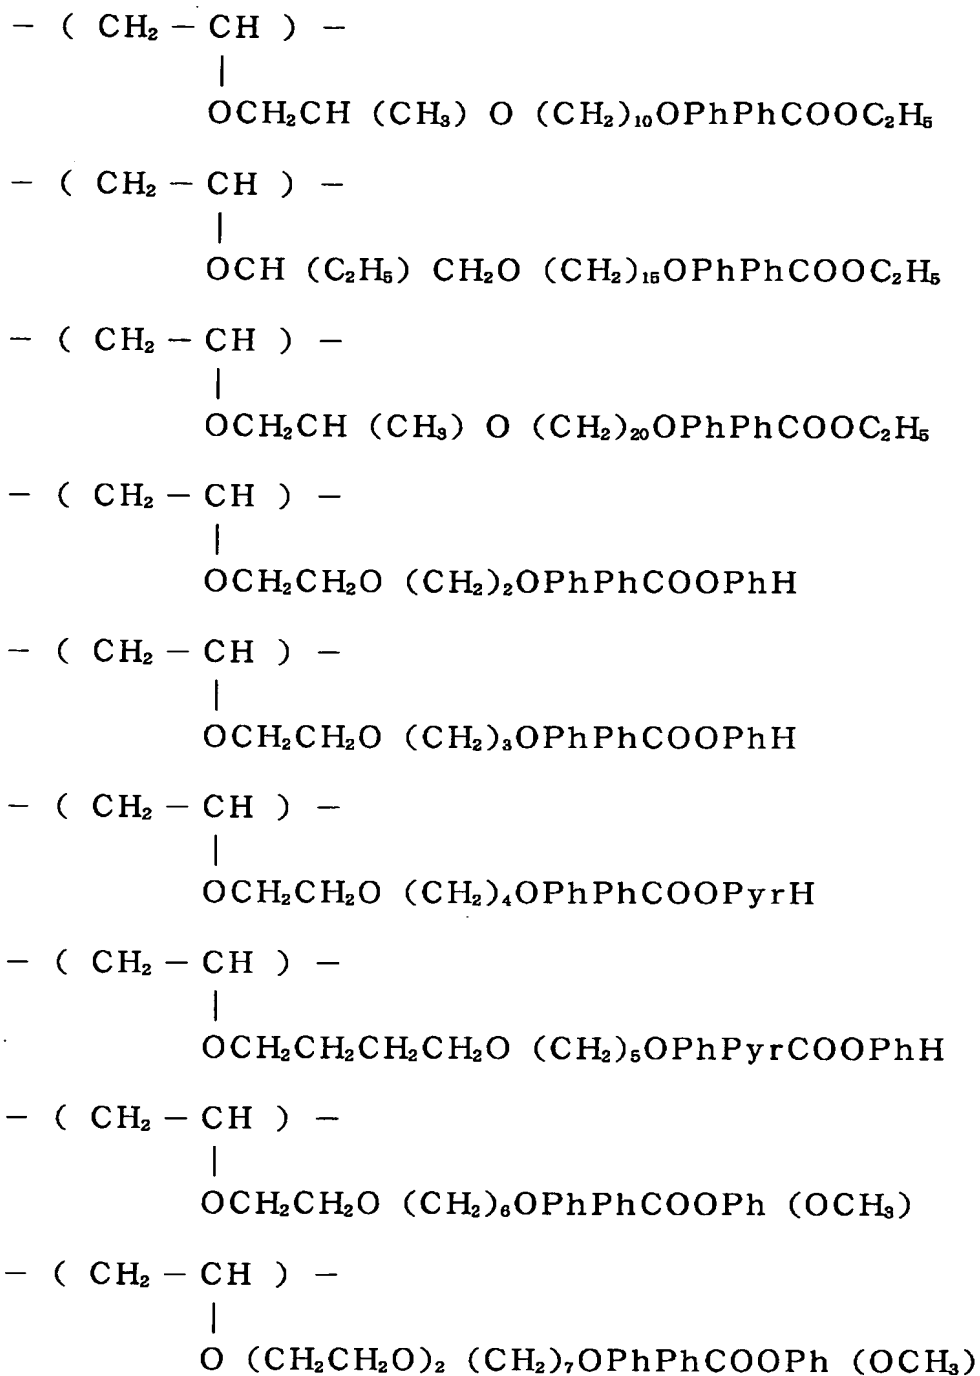 — ( CH₂ — CH ) —
|
OCH₂CH (CH₃) O (CH₂)₁₀OPhPhCOOC₂H₅
— ( CH₂ — CH ) —
|
OCH (C₂H₅) CH₂O (CH₂)₁₅OPhPhCOOC₂H₅
— ( CH₂ — CH ) —
|
OCH₂CH (CH₃) O (CH₂)₂₀OPhPhCOOC₂H₅
— ( CH₂ — CH ) —
|
OCH₂CH₂O (CH₂)₂OPhPhCOOPhH
— ( CH₂ — CH ) —
|
OCH₂CH₂O (CH₂)₃OPhPhCOOPhH
— ( CH₂ — CH ) —
|
OCH₂CH₂O (CH₂)₄OPhPhCOOPyrH
— ( CH₂ — CH ) —
|
OCH₂CH₂CH₂CH₂O (CH₂)₅OPhPyrCOOPhH
— ( CH₂ — CH ) —
|
OCH₂CH₂O (CH₂)₆OPhPhCOOPh (OCH₃)
— ( CH₂ — CH ) —
|
O (CH₂CH₂O)₂ (CH₂)₇OPhPhCOOPh (OCH₃)